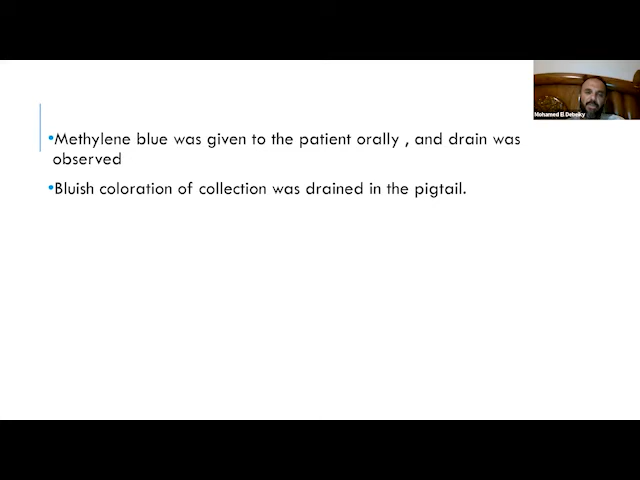 •Methylene blue was given to the patient orally , and drain was
observed
•Bluish coloration of collection was drained in the pigtail.
Mohamed El Debeiky